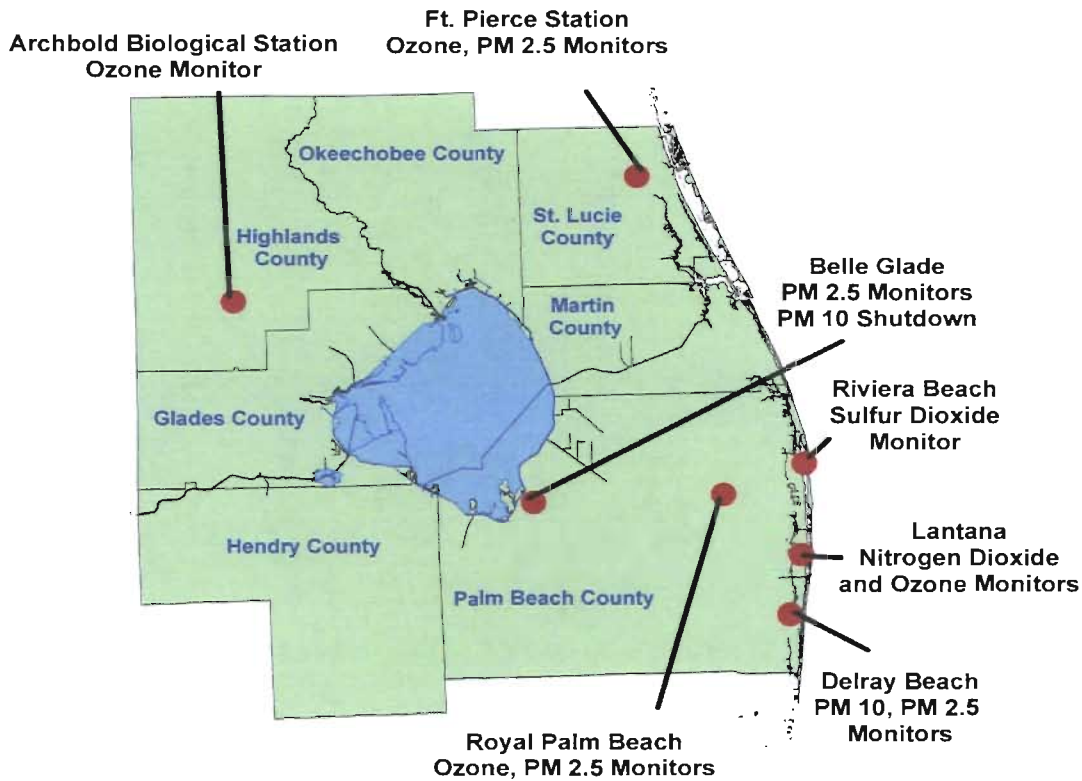 Ft. Pierce Station
Ozone, PM 2.5 Monitors
Archbold Biological Station
Ozone Monitor
Okeechobee County
St. Lucie
County
Highlands
County
Belle Glade
PM 2.5 Monitors
PM 10 Shutdown
Martin
County
Riviera Beach
Sulfur Dioxide
Monitor
Glades County
Lantana
Nitrogen Dioxide
and Ozone Monitors
Hendry County
Palm Beach County
Delray Beach
PM 10, PM 2.5
Monitors
Royal Palm Beach
Ozone, PM 2.5 Monitors